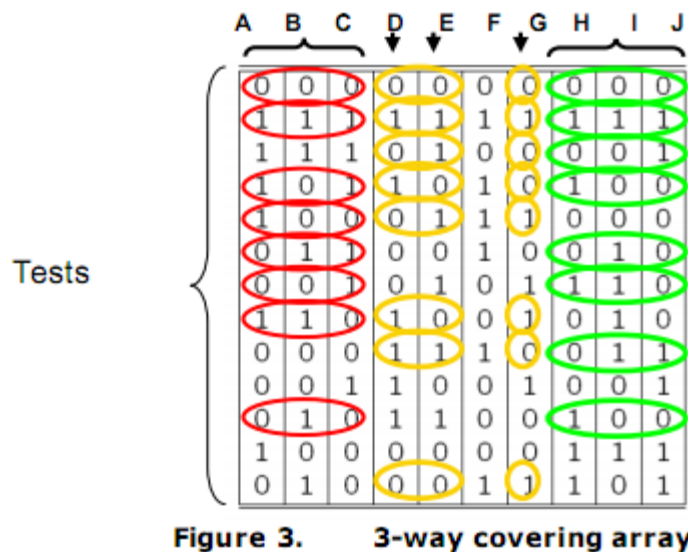 A B C D E F G H I J
0 0 0 0 0 0 0 0 0 0
1 1 1 1 1 1 1 1 1 1
1 1 1 0 1 0 0 0 0 1
1 0 1 1 0 1 0 1 0 0
1 0 0 0 1 1 1 0 0 0
0 1 1 0 0 1 0 0 1 0
0 0 1 0 1 0 1 1 1 0
1 1 0 1 0 0 1 0 1 0
0 0 0 1 1 1 0 0 1 1
0 0 1 1 0 0 1 0 0 1
0 1 0 1 1 0 0 1 0 0
1 0 0 0 0 0 0 1 1 1
0 1 0 0 0 1 1 1 0 1
Tests
Figure 3. 3-way covering array